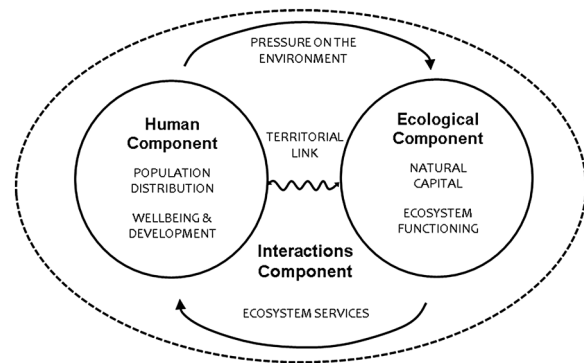 PRESSURE ON THE
ENVIRONMENT
Human
Component
POPULATION
DISTRIBUTION
WELLBEING &
DEVELOPMENT
TERRITORIAL
LINK
Ecological
Component
NATURAL
CAPITAL
ECOSYSTEM
FUNCTIONING
Interactions
Component
ECOSYSTEM SERVICES